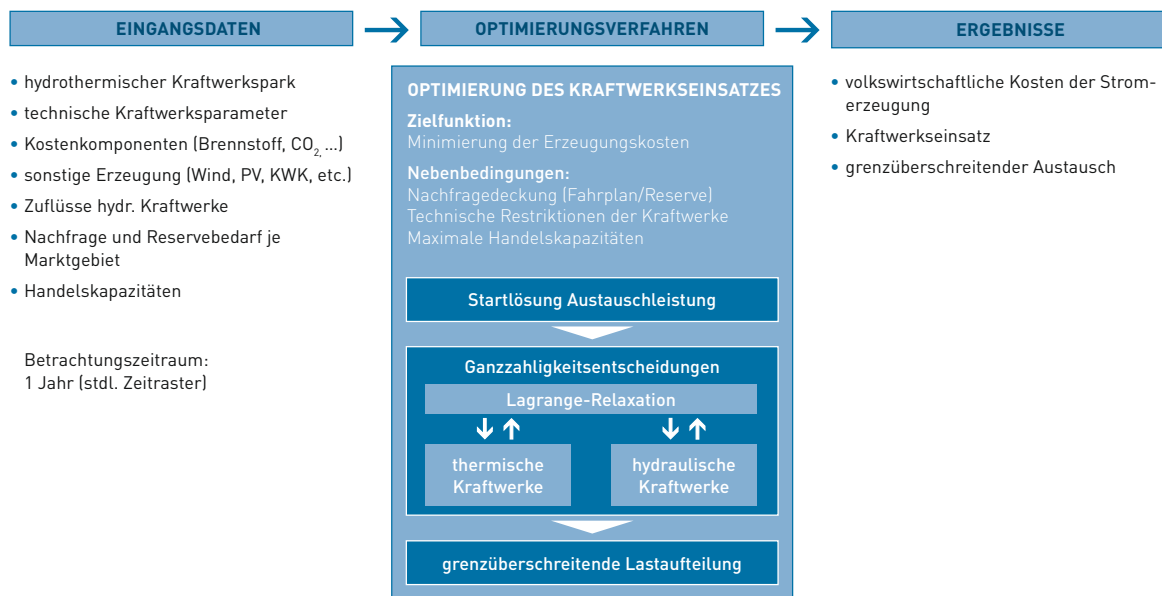 EINGANGSDATEN
• hydrothermischer Kraftwerkspark
• technische Kraftwerksparameter
• Kostenkomponenten (Brennstoff, CO₂, ...)
• sonstige Erzeugung (Wind, PV, KWK, etc.)
• Zuflüsse hydr. Kraftwerke
• Nachfrage und Reservebedarf je
Marktgebiet
• Handelskapazitäten
Betrachtungszeitraum:
1 Jahr (stdl. Zeitraster)
OPTIMIERUNGSVERFAHREN
OPTIMIERUNG DES KRAFTWERKSEINSATZES
Zielfunktion:
Minimierung der Erzeugungskosten
Nebenbedingungen:
Nachfragedeckung (Fahrplan/Reserve)
Technische Restriktionen der Kraftwerke
Maximale Handelskapazitäten
Startlösung Austauschleistung
Ganzzahligkeitsentscheidungen
Lagrange-Relaxation
thermische
Kraftwerke
hydraulische
Kraftwerke
grenzüberschreitende Lastaufteilung
ERGEBNISSE
• volkswirtschaftliche Kosten der Strom-
erzeugung
• Kraftwerkseinsatz
• grenzüberschreitender Austausch